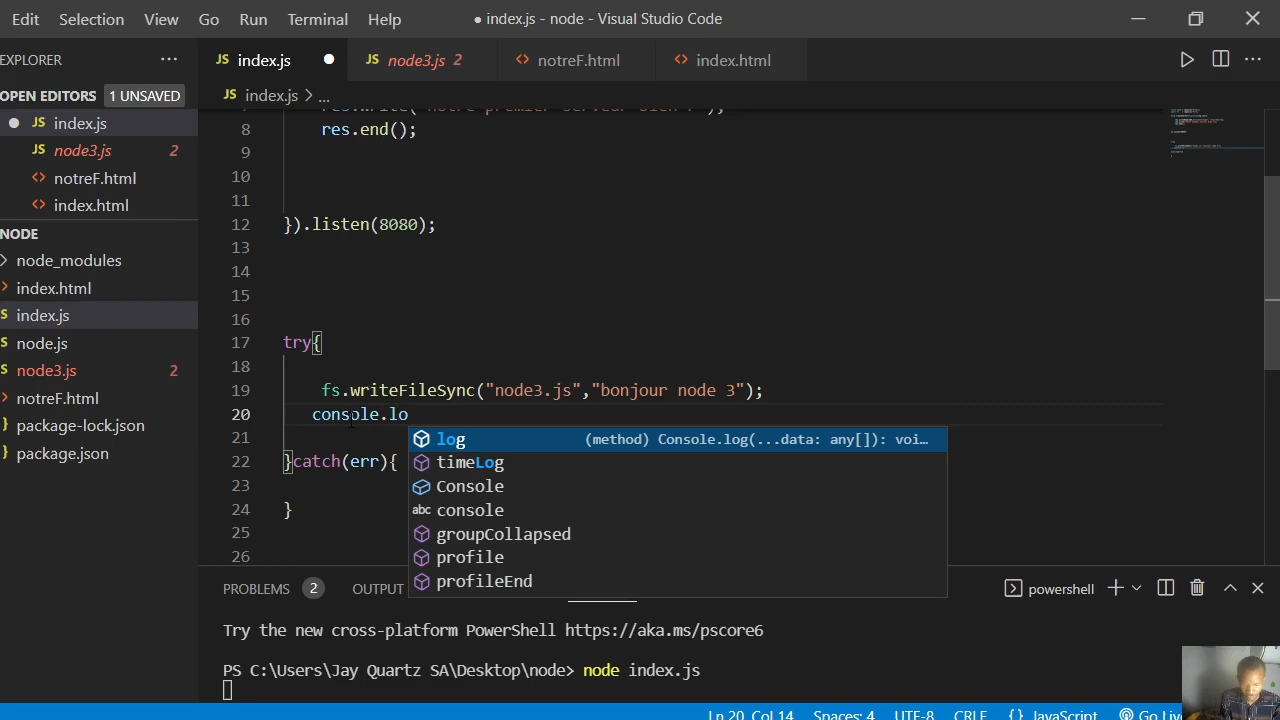 Edit Selection View Go Run Terminal Help ● index.js - node - Visual Studio Code
EXPLORER ···
JS index.js ● JS node3.js 2 <> notreF.html <> index.html
OPEN EDITORS 1 UNSAVED
JS index.js > ...
● JS index.js
JS node3.js 2
<> notreF.html
<> index.html
NODE
> node_modules
index.html
index.js
node.js
node3.js 2
notreF.html
package-lock.json
package.json
8 res.end();
9
10
11
12 }).listen(8080);
13
14
15
16
17 try{
18
19 fs.writeFileSync("node3.js","bonjour node 3");
20 console.lo
log (method) Console.log(...data: any[]): voi…
21
22 }catch(err){
timeLog
23
Console
24 }
abc console
25
groupCollapsed
26
profile
profileEnd
PROBLEMS 2 OUTPUT powershell
Try the new cross-platform PowerShell https://aka.ms/pscore6
PS C:\Users\Jay Quartz SA\Desktop\node> node index.js
Ln 20, Col 14 Spaces: 4 UTF-8 CRLF {} JavaScript Go Liv